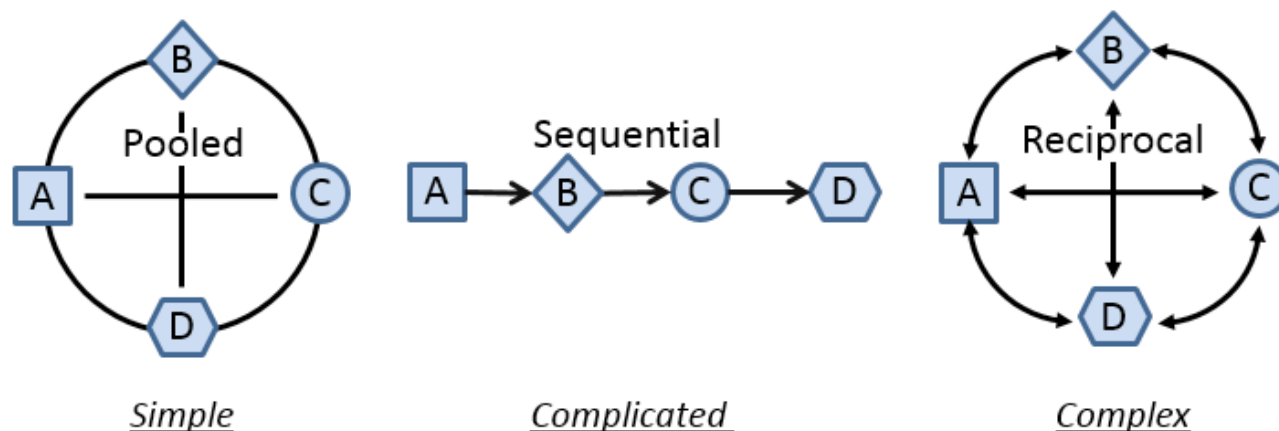 B
Pooled
A
C
D
Simple
Sequential
A
B
C
D
Complicated
B
Reciprocal
A
C
D
Complex